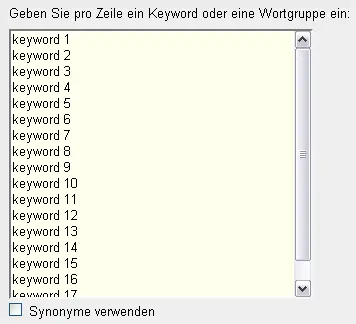 Geben Sie pro Zeile ein Keyword oder eine Wortgruppe ein:
keyword 1
keyword 2
keyword 3
keyword 4
keyword 5
keyword 6
keyword 7
keyword 8
keyword 9
keyword 10
keyword 11
keyword 12
keyword 13
keyword 14
keyword 15
keyword 16
keyword 17
Synonyme verwenden